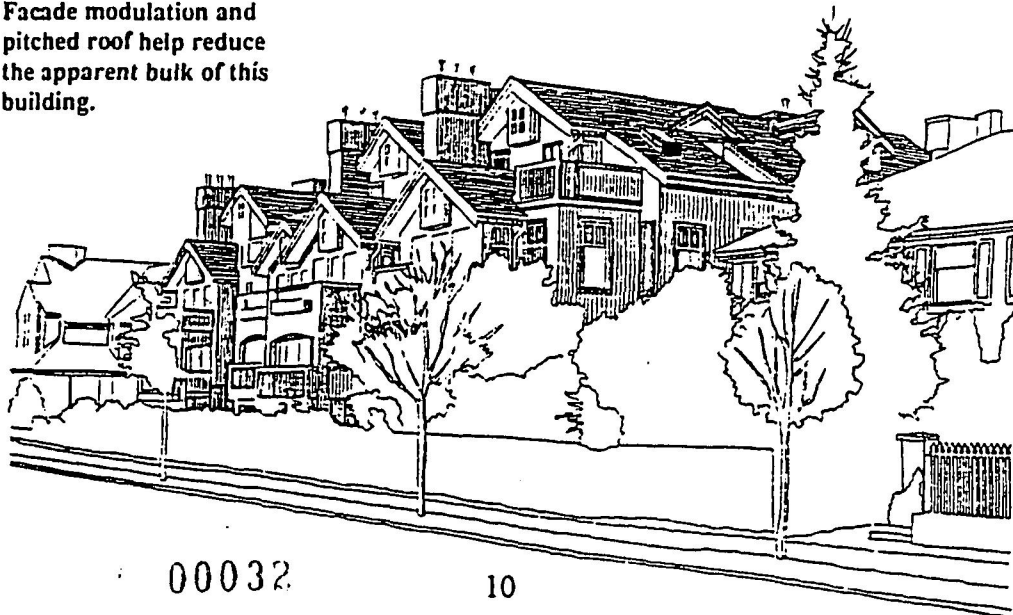 Facade modulation and
pitched roof help reduce
the apparent bulk of this
building.
00032
10